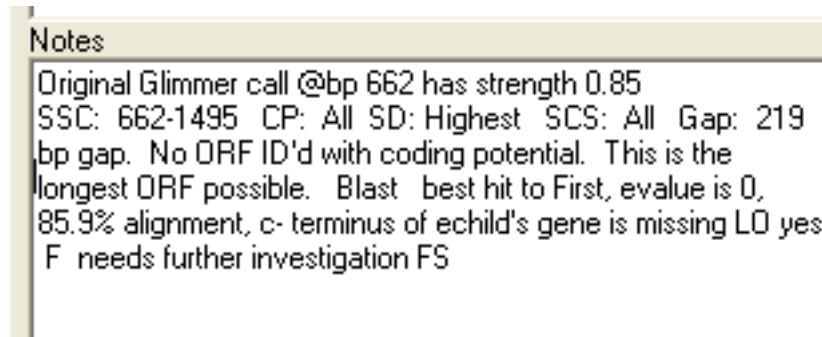 Notes
Original Glimmer call @bp 662 has strength 0.85
SSC: 662-1495 CP: All SD: Highest SCS: All Gap: 219
bp gap. No ORF ID'd with coding potential. This is the
longest ORF possible. Blast best hit to First, evalue is 0,
85.9% alignment, c- terminus of echild's gene is missing LO yes
F needs further investigation FS